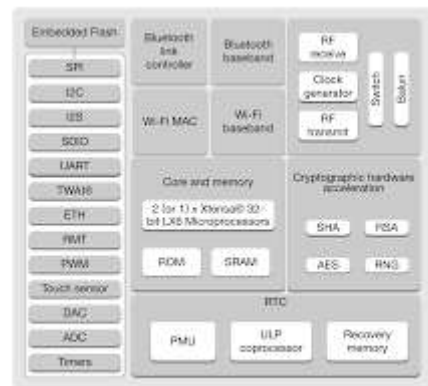 Embedded Flash
SPI
I2C
I2S
SDIO
UART
TWAI®
ETH
RMT
PWM
Touch sensor
DAC
ADC
Timers
Bluetooth
link
controller
Bluetooth
baseband
Wi-Fi MAC
Wi-Fi
baseband
RF
receive
Clock
generator
RF
transmit
Switch
Balun
Core and memory
2 (or 1) x Xtensa® 32-
bit LX6 Microprocessors
ROM
SRAM
Cryptographic hardware
acceleration
SHA
RSA
AES
RNG
RTC
PMU
ULP
coprocessor
Recovery
memory